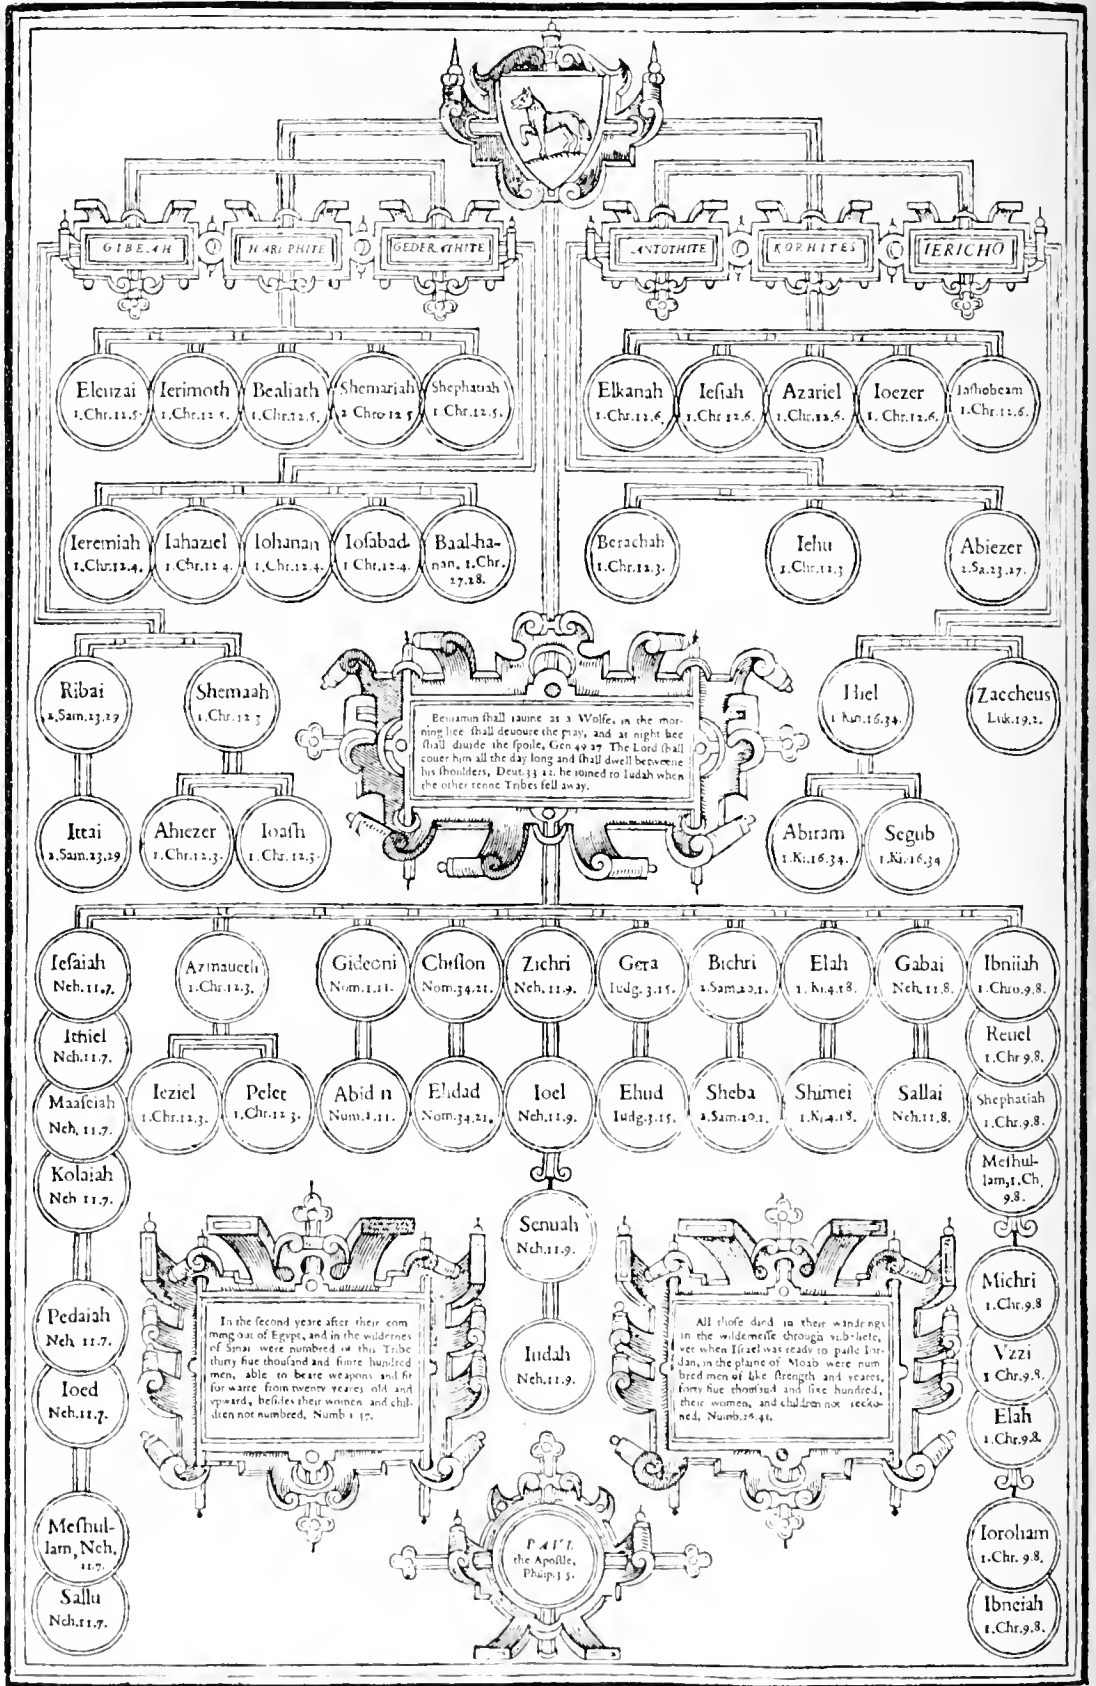 GIBEAH
HARIPHITE
GEDERATHITE
ANTOTHITE
KORHITES
IERICHO
Eleuzai
1.Chr.12.5.
Ierimoth
1.Chr.12 5.
Bealiath
1.Chr.12.5.
Shemariah
2 Chro 12 5
Shephatiah
1.Chr.12.5.
Elkanah
1.Chr.12.6.
Ieſiah
1.Chr 12.6.
Azariel
1.Chr.12.6.
Ioezer
1.Chr.12.6.
Iaſhobeam
1.Chr.12.6.
Ieremiah
1.Chr.12.4.
Iahaziel
1.Chr.12 4.
Iohanan
1.Chr.12.4.
Ioſabad
1 Chr.12.4.
Baal-ha-
nan. 1.Chr.
27.28.
Berachah
1.Chr.12.3.
Iehu
1.Chr.12.3
Abiezer
2.Sa.23.27.
Ribai
2.Sam.23.29
Shemaah
1.Chr.12 3
Hiel
1 Kin.16.34.
Zaccheus
Luk.19.2.
Beniamin ſhall rauine as a Wolfe, in the mor-
ning hee ſhall deuoure the pray, and at night hee
ſhall diuide the ſpoile, Gen 49 27 The Lord ſhall
couer him all the day long and ſhall dwell betweene
his ſhoulders, Deut.33 12. he ioined to Iudah when
the other tenne Tribes fell away.
Ittai
2.Sam.23.29
Ahiezer
1.Chr.12.3.
Ioaſh
1.Chr.12.3.
Abiram
1.Ki.16.34.
Segub
1.Ki.16.34
Ieſaiah
Neh.11.7.
Azmaueth
1.Chr.12.3.
Gideoni
Nom.1.11.
Chiſlon
Nom.34.21.
Zichri
Neh.11.9.
Gera
Iudg.3.15.
Bichri
2.Sam.20.1.
Elah
1.Ki.4.18.
Gabai
Neh.11.8.
Ibniiah
1.Chro.9.8.
Ithiel
Neh.11.7.
Reuel
1.Chr 9.8.
Maaſeiah
Neh.11.7.
Ieziel
1.Chr.12.3.
Pelet
1.Chr.12 3.
Abid n
Num.1.11.
Elidad
Nom.34.21.
Ioel
Neh.11.9.
Ehud
Iudg.3.15.
Sheba
2.Sam.20.1.
Shimei
1.Ki.4.18.
Sallai
Neh.11.8.
Shephatiah
1.Chr.9.8.
Kolaiah
Neh 11.7.
Meſhul-
lam,1.Ch,
9.8.
Senuah
Neh.11.9.
Michri
1.Chr.9.8
Pedaiah
Neh 11.7.
In the ſecond yeare after their com
ming out of Egypt, and in the wildernes
of Sinai were numbred of this Tribe
thirty fiue thouſand and foure hundred
men, able to beare weapons and fit
for warre from twenty yeares old and
vpward, beſides their women and chil-
dren not numbred, Numb 1 37.
All thoſe died in their wandrings
in the wilderneſſe through vnbeliefe,
yer when Iſrael was ready to paſſe Ior-
dan, in the plaine of Moab were num
bred men of like ſtrength and yeares,
forty fiue thouſand and ſixe hundred,
their women, and children not recko-
ned, Numb.26.41.
Iudah
Neh.11.9.
Vzzi
1 Chr.9.8.
Ioed
Neh.11.7.
Elah
1.Chr.9.8.
Meſhul-
lam, Neh.
11.7.
PAVL
the Apoſtle,
Philip.3 5.
Ioroham
1.Chr. 9.8.
Sallu
Neh.11.7.
Ibneiah
1.Chr.9.8.